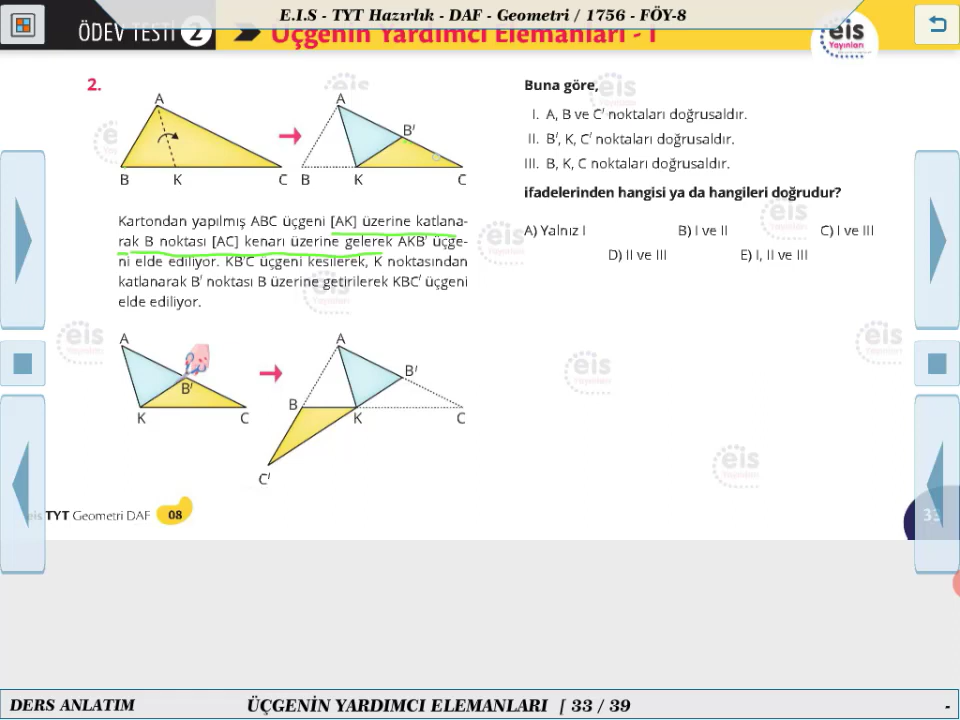 E.I.S - TYT Hazırlık - DAF - Geometri / 1756 - FÖY-8
ÖDEV TESTİ 2
Üçgenin Yardımcı Elemanları - I
eis
Yayınları
2.
A
B K C
A
B'
B K C
Kartondan yapılmış ABC üçgeni [AK] üzerine katlana-
rak B noktası [AC] kenarı üzerine gelerek AKB' üçge-
ni elde ediliyor. KB'C üçgeni kesilerek, K noktasından
katlanarak B' noktası B üzerine getirilerek KBC' üçgeni
elde ediliyor.
A
B'
K C
A
B'
B
K C
C'
Buna göre,
I. A, B ve C' noktaları doğrusaldır.
II. B', K, C' noktaları doğrusaldır.
III. B, K, C noktaları doğrusaldır.
ifadelerinden hangisi ya da hangileri doğrudur?
A) Yalnız I B) I ve II C) I ve III
D) II ve III E) I, II ve III
eis TYT Geometri DAF 08
33
DERS ANLATIM ÜÇGENİN YARDIMCI ELEMANLARI [ 33 / 39 -